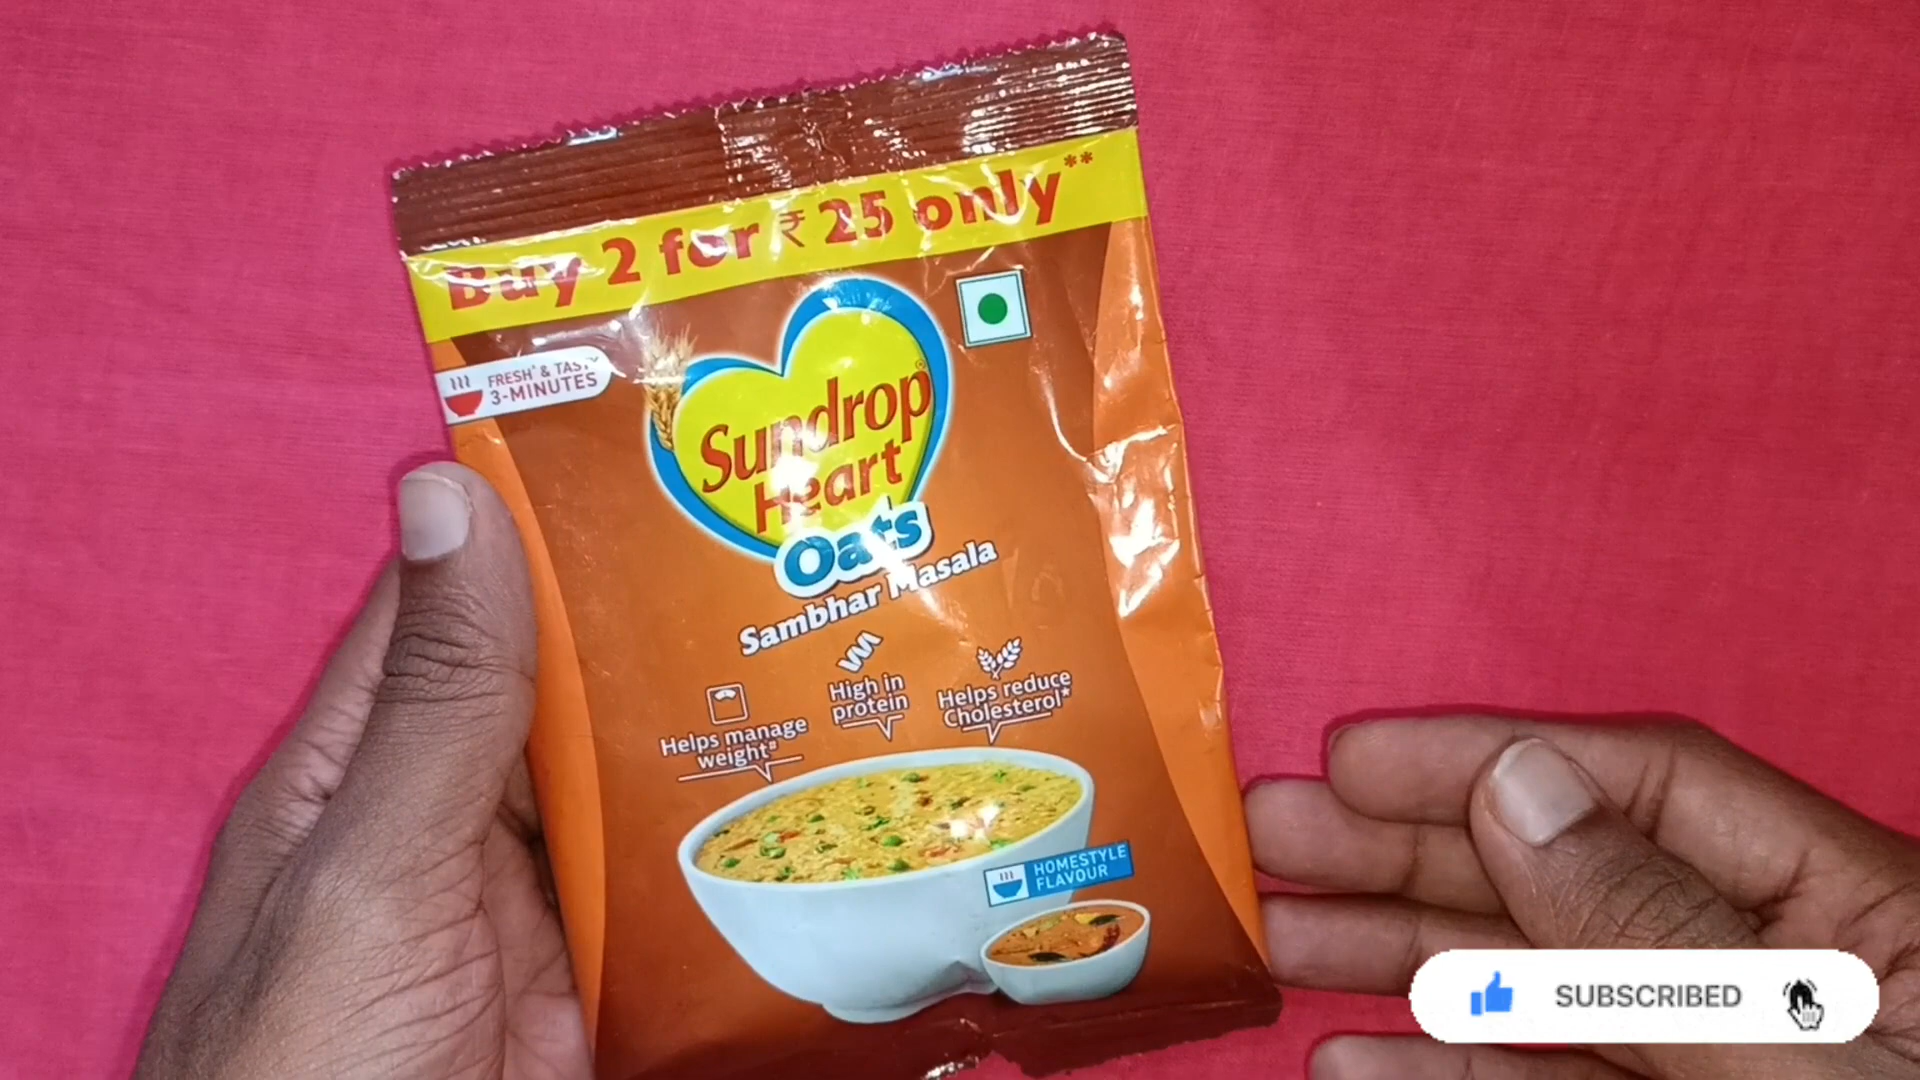 Buy 2 for ₹ 25 only**
FRESH* & TASTY
3-MINUTES
Sundrop®
Heart
Oats
Sambhar Masala
Helps manage
weight#
High in
protein
Helps reduce
Cholesterol*
HOMESTYLE
FLAVOUR
SUBSCRIBED